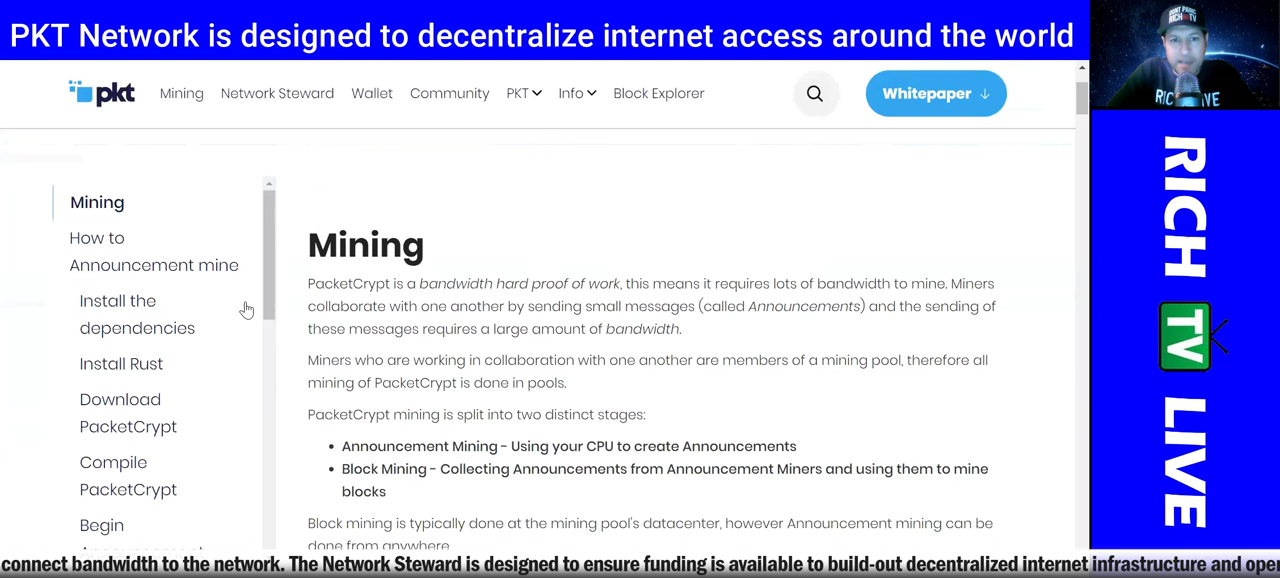 PKT Network is designed to decentralize internet access around the world
DON'T PANIC
RICH TV
pkt
Mining
Network Steward
Wallet
Community
PKT
Info
Block Explorer
Whitepaper ↓
Mining
How to
Announcement mine
Install the
dependencies
Install Rust
Download
PacketCrypt
Compile
PacketCrypt
Begin
Mining
PacketCrypt is a bandwidth hard proof of work, this means it requires lots of bandwidth to mine. Miners
collaborate with one another by sending small messages (called Announcements) and the sending of
these messages requires a large amount of bandwidth.
Miners who are working in collaboration with one another are members of a mining pool, therefore all
mining of PacketCrypt is done in pools.
PacketCrypt mining is split into two distinct stages:
• Announcement Mining - Using your CPU to create Announcements
• Block Mining - Collecting Announcements from Announcement Miners and using them to mine
blocks
Block mining is typically done at the mining pool's datacenter, however Announcement mining can be
done from anywhere
RICH TV LIVE
connect bandwidth to the network. The Network Steward is designed to ensure funding is available to build-out decentralized internet infrastructure and ope